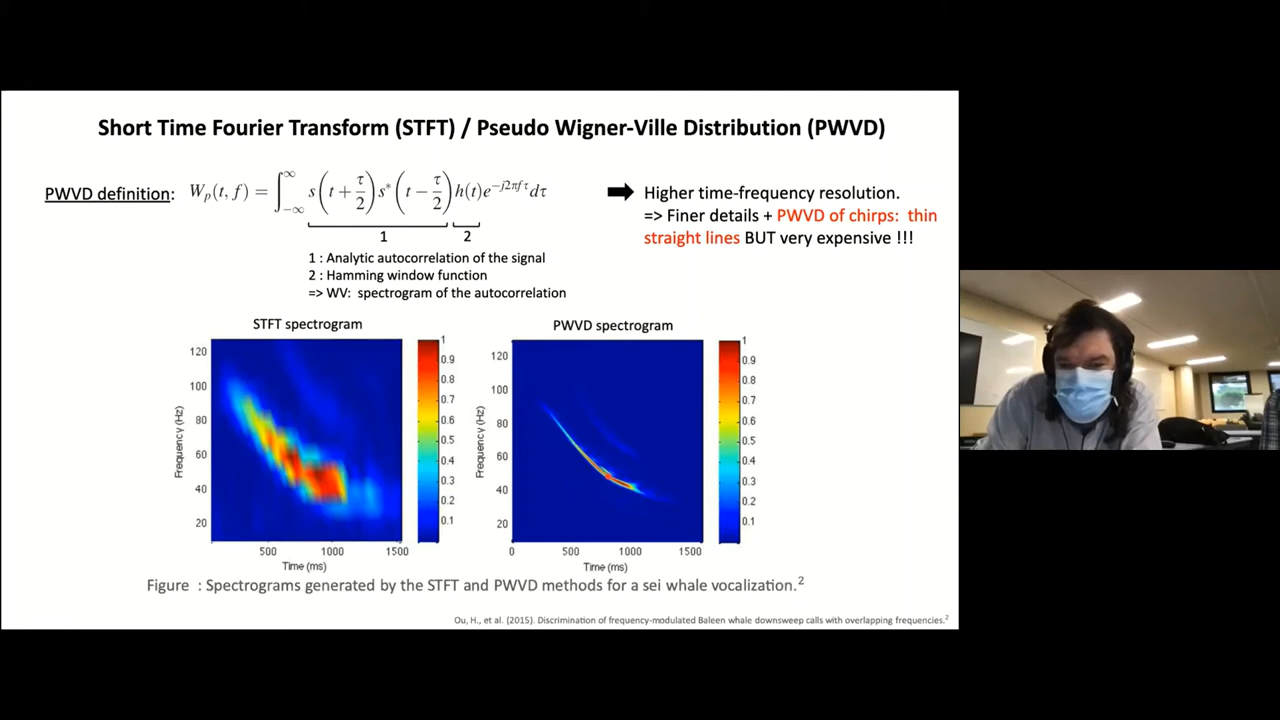 Short Time Fourier Transform (STFT) / Pseudo Wigner-Ville Distribution (PWVD)
PWVD definition: W_p(t, f) = ∫_{-∞}^{∞} s(t + τ/2) s*(t − τ/2) h(t)e^{−j2πfτ} dτ
1 2
1 : Analytic autocorrelation of the signal
2 : Hamming window function
=> WV: spectrogram of the autocorrelation
Higher time-frequency resolution.
=> Finer details + PWVD of chirps: thin
straight lines BUT very expensive !!!
STFT spectrogram
Frequency (Hz)
120
100
80
60
40
20
500 1000 1500
Time (ms)
1
0.9
0.8
0.7
0.6
0.5
0.4
0.3
0.2
0.1
PWVD spectrogram
Frequency (Hz)
120
100
80
60
40
20
0 500 1000 1500
Time (ms)
1
0.9
0.8
0.7
0.6
0.5
0.4
0.3
0.2
0.1
Figure : Spectrograms generated by the STFT and PWVD methods for a sei whale vocalization.2
Ou, H., et al. (2015). Discrimination of frequency-modulated Baleen whale downsweep calls with overlapping frequencies.2